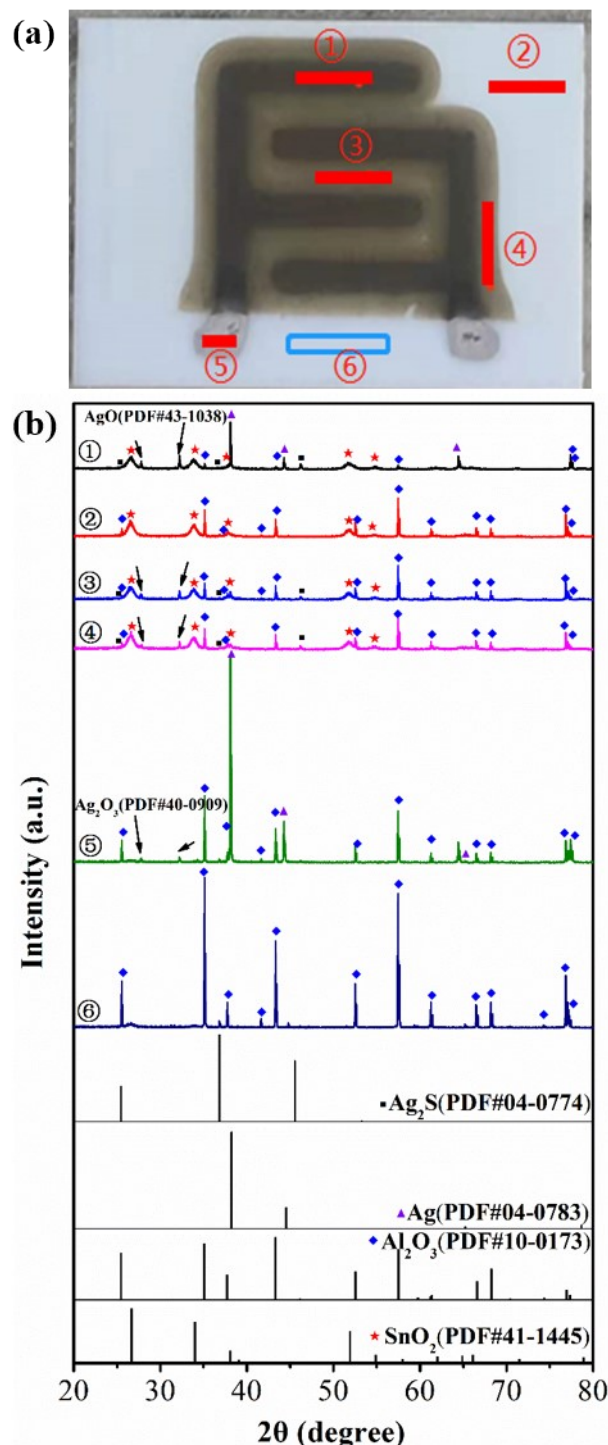 (a)
①
②
③
④
⑤
⑥
(b)
AgO(PDF#43-1038)
①
②
③
④
Ag₂O₃(PDF#40-0909)
⑤
⑥
Ag₂S(PDF#04-0774)
Ag(PDF#04-0783)
Al₂O₃(PDF#10-0173)
SnO₂(PDF#41-1445)
Intensity (a.u.)
20 30 40 50 60 70 80
2θ (degree)